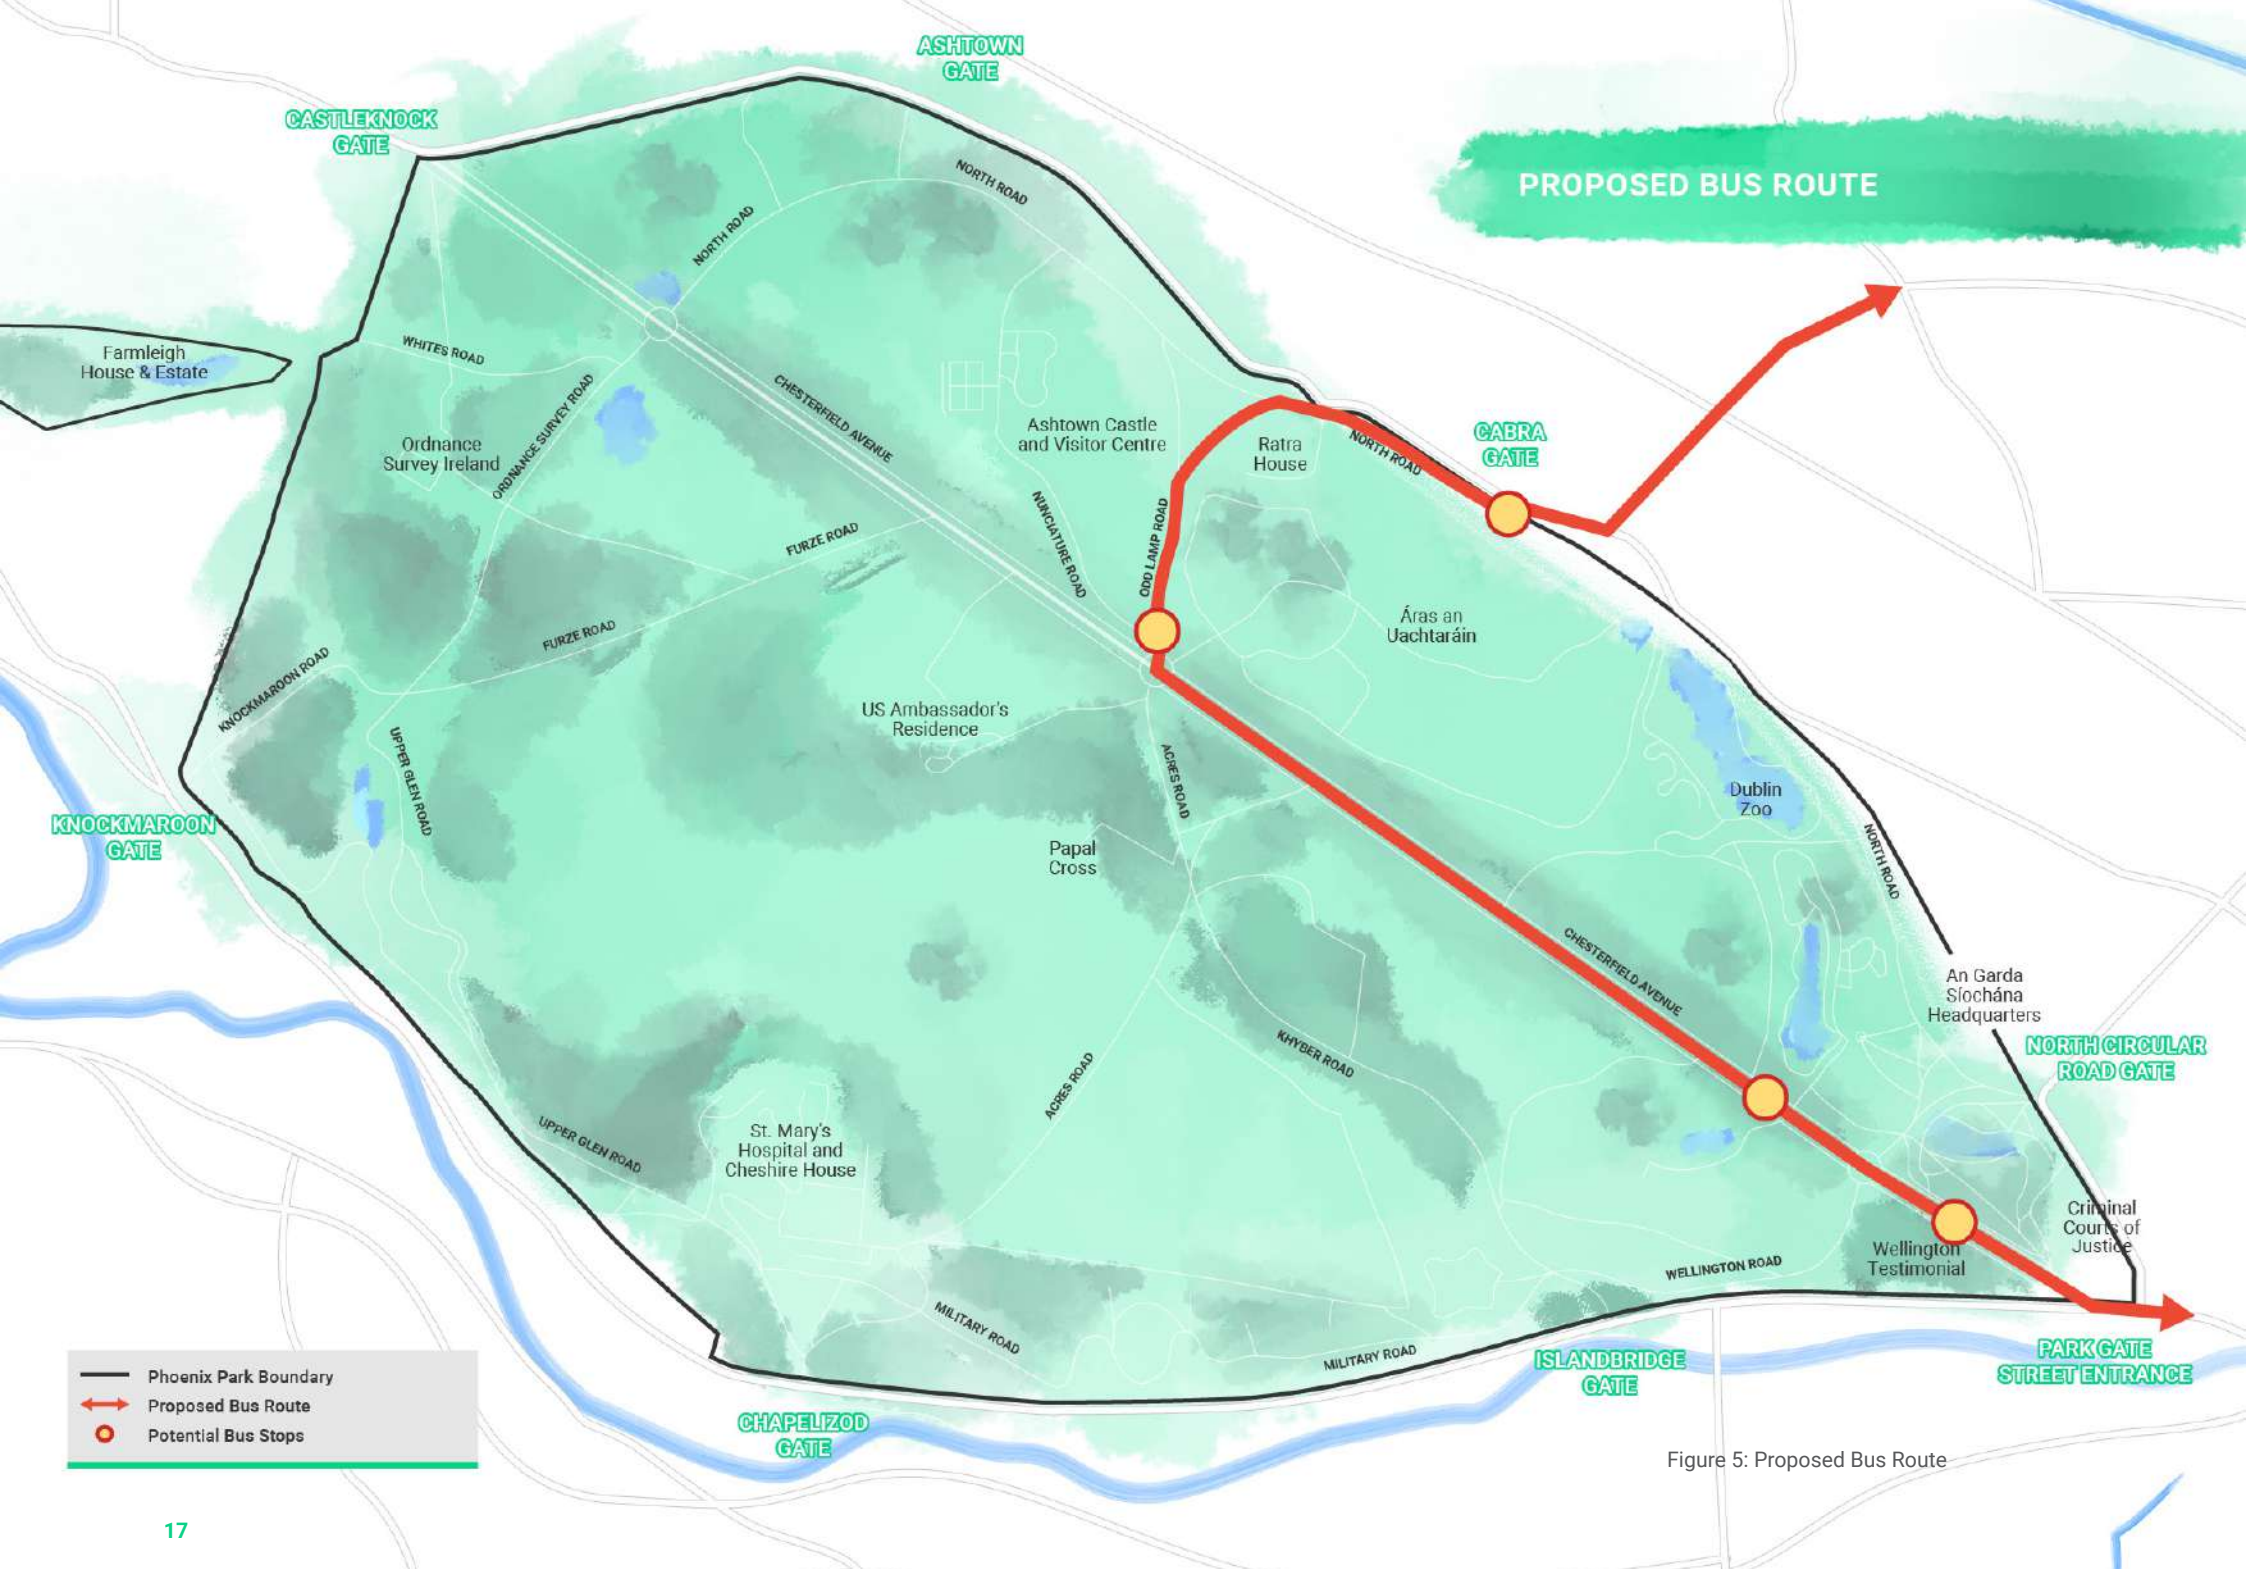 ASHTOWN
GATE
CASTLEKNOCK
GATE
PROPOSED BUS ROUTE
NORTH ROAD
NORTH ROAD
Farmleigh
House & Estate
WHITES ROAD
CHESTERFIELD AVENUE
ORDNANCE SURVEY ROAD
Ordnance
Survey Ireland
Ashtown Castle
and Visitor Centre
Ratra
House
NORTH ROAD
CABRA
GATE
NUNCIATURE ROAD
ODD LAMP ROAD
FURZE ROAD
FURZE ROAD
Áras an
Uachtaráin
KNOCKMAROON ROAD
US Ambassador's
Residence
UPPER GLEN ROAD
ACRES ROAD
Dublin
Zoo
KNOCKMAROON
GATE
Papal
Cross
NORTH ROAD
CHESTERFIELD AVENUE
An Garda
Síochána
Headquarters
NORTH CIRCULAR
ROAD GATE
KHYBER ROAD
ACRES ROAD
UPPER GLEN ROAD
St. Mary's
Hospital and
Cheshire House
Criminal
Courts of
Justice
Wellington
Testimonial
WELLINGTON ROAD
MILITARY ROAD
MILITARY ROAD
ISLANDBRIDGE
GATE
PARK GATE
STREET ENTRANCE
CHAPELIZOD
GATE
Phoenix Park Boundary
Proposed Bus Route
Potential Bus Stops
Figure 5: Proposed Bus Route
17